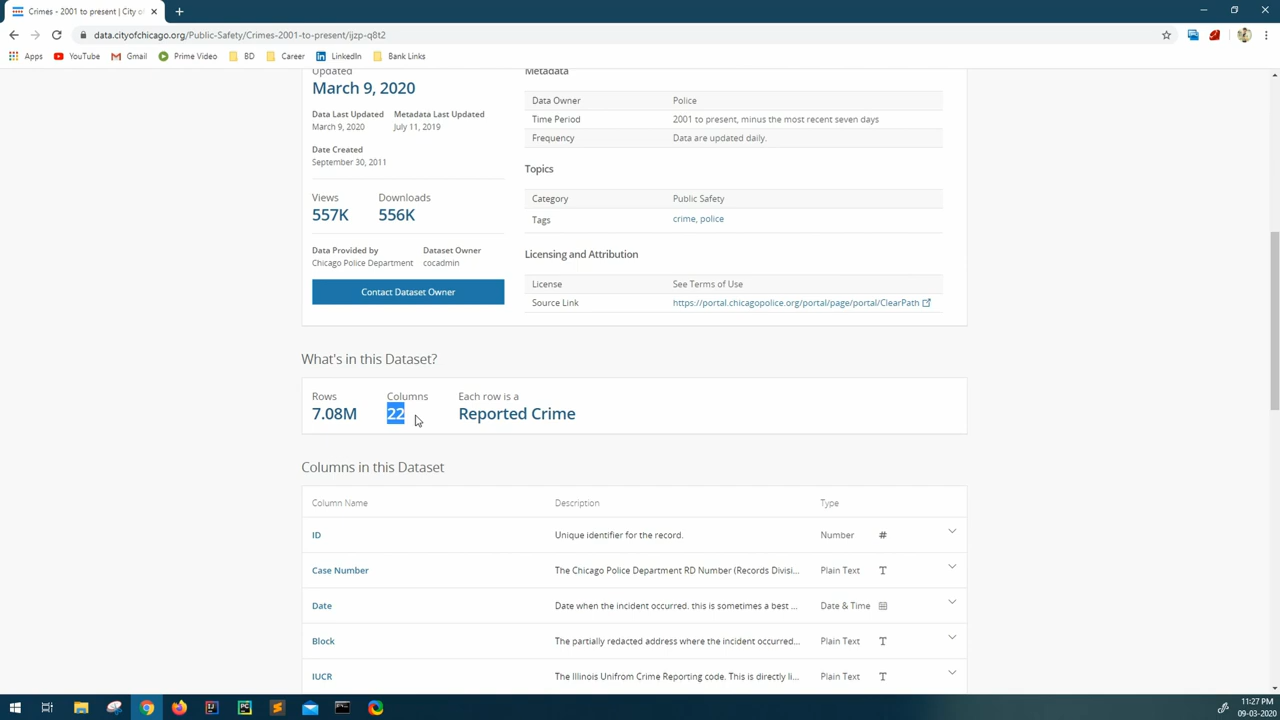 Crimes - 2001 to present | City of
data.cityofchicago.org/Public-Safety/Crimes-2001-to-present/ijzp-q8t2
Apps YouTube Gmail Prime Video BD Career LinkedIn Bank Links
Updated
March 9, 2020
Data Last Updated Metadata Last Updated
March 9, 2020 July 11, 2019
Date Created
September 30, 2011
Views Downloads
557K 556K
Data Provided by Dataset Owner
Chicago Police Department cocadmin
Contact Dataset Owner
Metadata
Data Owner Police
Time Period 2001 to present, minus the most recent seven days
Frequency Data are updated daily.
Topics
Category Public Safety
Tags crime, police
Licensing and Attribution
License See Terms of Use
Source Link https://portal.chicagopolice.org/portal/page/portal/ClearPath
What's in this Dataset?
Rows Columns Each row is a
7.08M 22 Reported Crime
Columns in this Dataset
Column Name Description Type
ID Unique identifier for the record. Number #
Case Number The Chicago Police Department RD Number (Records Divisi... Plain Text T
Date Date when the incident occurred. this is sometimes a best ... Date & Time
Block The partially redacted address where the incident occurred... Plain Text T
IUCR The Illinois Unifrom Crime Reporting code. This is directly li... Plain Text T
11:27 PM
09-03-2020